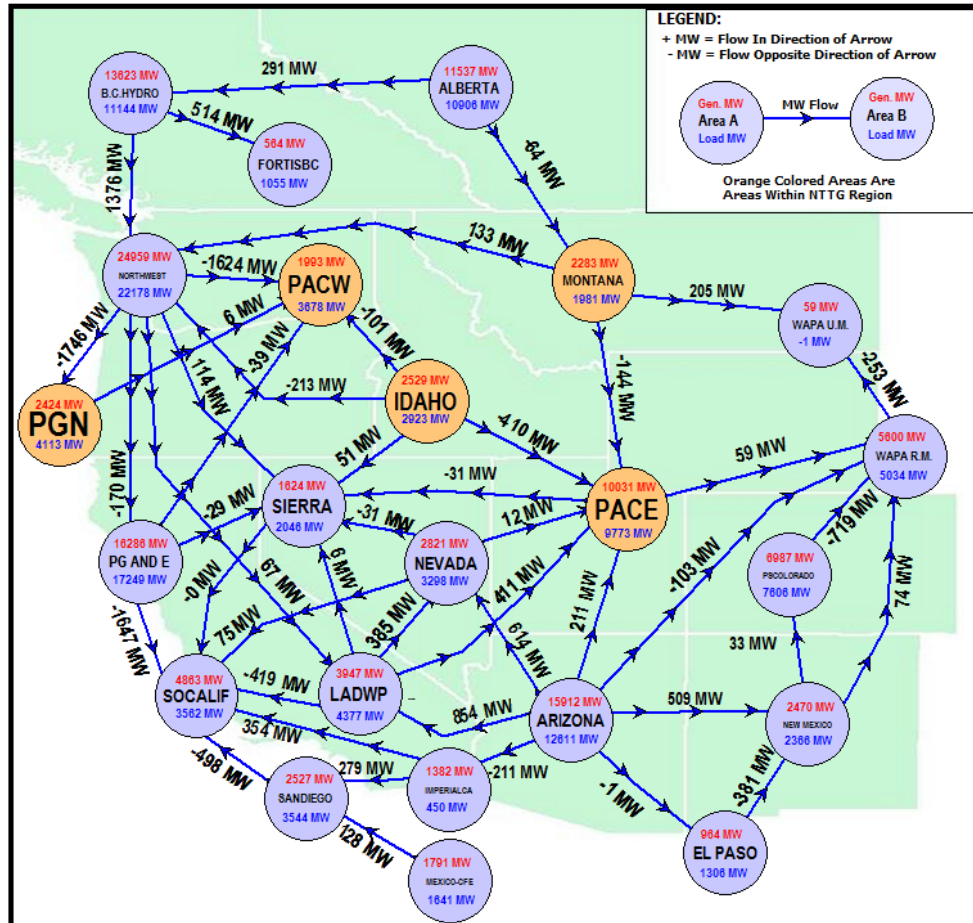 LEGEND:
+ MW = Flow In Direction of Arrow
- MW = Flow Opposite Direction of Arrow
Gen. MW
Area A
Load MW
MW Flow
Gen. MW
Area B
Load MW
Orange Colored Areas Are
Areas Within NTTG Region
13623 MW
B.C.HYDRO
11144 MW
291 MW
11537 MW
ALBERTA
10906 MW
514 MW
564 MW
FORTISBC
1055 MW
-64 MW
1376 MW
24959 MW
NORTHWEST
22178 MW
-1624 MW
1993 MW
PACW
3678 MW
133 MW
2283 MW
MONTANA
1981 MW
205 MW
59 MW
WAPA U.M.
-1 MW
-1746 MW
6 MW
-39 MW
-101 MW
-144 MW
-253 MW
114 MW
-213 MW
2424 MW
PGN
4113 MW
2529 MW
IDAHO
2923 MW
-410 MW
51 MW
5600 MW
WAPA R.M.
5034 MW
59 MW
-170 MW
-29 MW
1624 MW
SIERRA
2046 MW
-31 MW
-31 MW
12 MW
10031 MW
PACE
9773 MW
-103 MW
-719 MW
16286 MW
PG AND E
17249 MW
-0 MW
67 MW
6 MW
2821 MW
NEVADA
3298 MW
411 MW
211 MW
6987 MW
PSCOLORADO
7606 MW
74 MW
-1647 MW
75 MW
385 MW
614 MW
33 MW
4863 MW
SOCALIF
3562 MW
-419 MW
3947 MW
LADWP
4377 MW
854 MW
15912 MW
ARIZONA
12611 MW
509 MW
2470 MW
NEW MEXICO
2366 MW
354 MW
-498 MW
279 MW
-211 MW
-1 MW
-381 MW
2527 MW
SANDIEGO
3544 MW
1382 MW
IMPERIALCA
450 MW
128 MW
1791 MW
MEXICO-CFE
1641 MW
964 MW
EL PASO
1306 MW